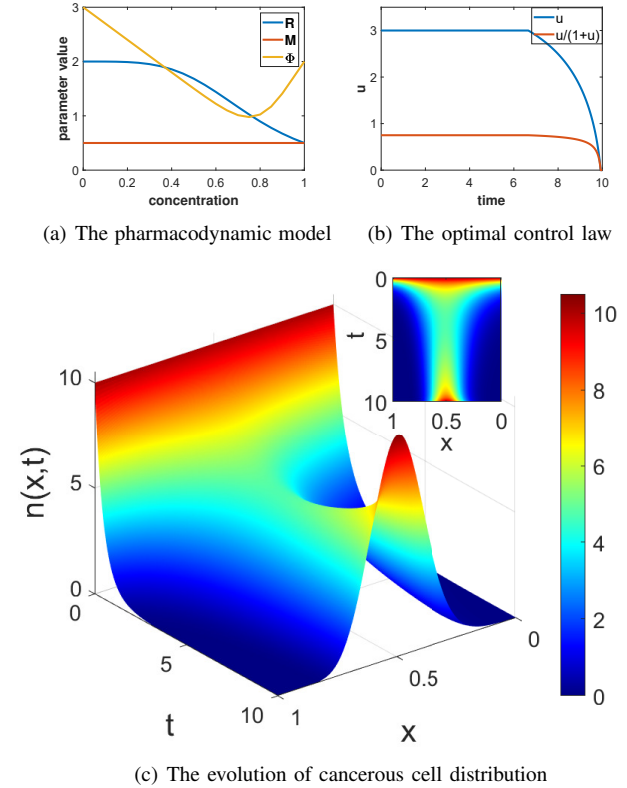 3
2
1
0
0 0.2 0.4 0.6 0.8 1
parameter value
concentration
R
M
Φ
(a) The pharmacodynamic model
3
2
1
0
0 2 4 6 8 10
u
time
u
u/(1+u)
(b) The optimal control law
10
5
0
n(x,t)
0
5
10
t
1
0.5
0
x
0
5
10
t
1 0.5 0
x
10
8
6
4
2
0
(c) The evolution of cancerous cell distribution